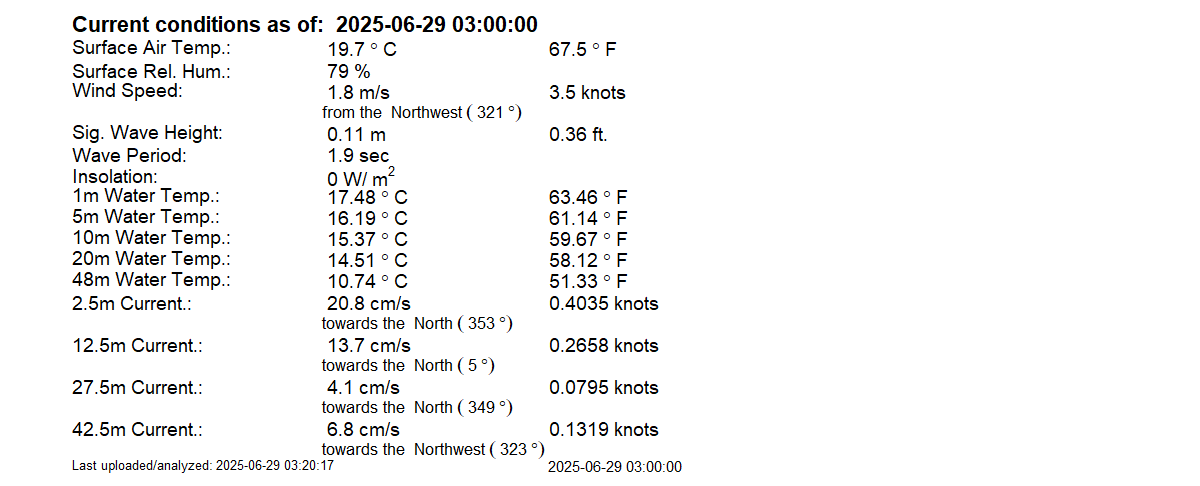 Current conditions as of: 2025-06-29 03:00:00
Surface Air Temp.: 19.7 ° C 67.5 ° F
Surface Rel. Hum.: 79 %
Wind Speed: 1.8 m/s 3.5 knots
from the Northwest ( 321 °)
Sig. Wave Height: 0.11 m 0.36 ft.
Wave Period: 1.9 sec
Insolation: 0 W/ m²
1m Water Temp.: 17.48 ° C 63.46 ° F
5m Water Temp.: 16.19 ° C 61.14 ° F
10m Water Temp.: 15.37 ° C 59.67 ° F
20m Water Temp.: 14.51 ° C 58.12 ° F
48m Water Temp.: 10.74 ° C 51.33 ° F
2.5m Current.: 20.8 cm/s 0.4035 knots
towards the North ( 353 °)
12.5m Current.: 13.7 cm/s 0.2658 knots
towards the North ( 5 °)
27.5m Current.: 4.1 cm/s 0.0795 knots
towards the North ( 349 °)
42.5m Current.: 6.8 cm/s 0.1319 knots
towards the Northwest ( 323 °)
Last uploaded/analyzed: 2025-06-29 03:20:17 2025-06-29 03:00:00